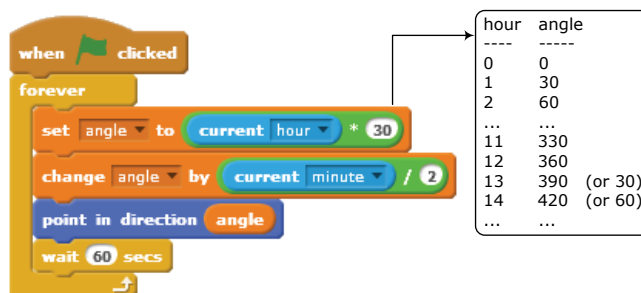 when clicked
forever
set angle to current hour * 30
change angle by current minute / 2
point in direction angle
wait 60 secs
hour angle
---- -----
0 0
1 30
2 60
... ...
11 330
12 360
13 390 (or 30)
14 420 (or 60)
... ...